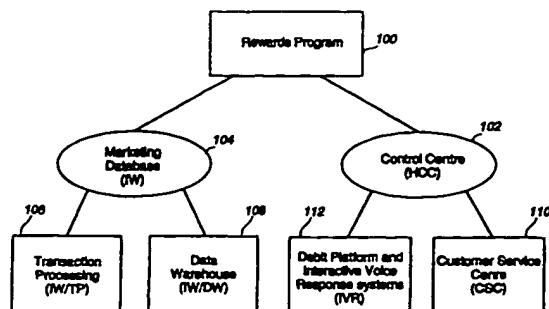 Rewards Program
100
104
102
Marketing
Database
(IW)
Control Centre
(HCC)
106
108
112
110
Transaction
Processing
(IW/TP)
Data
Warehouse
(IW/DW)
Debit Platform and
Interactive Voice
Response systems
(IVR)
Customer Service
Centre
(CSC)